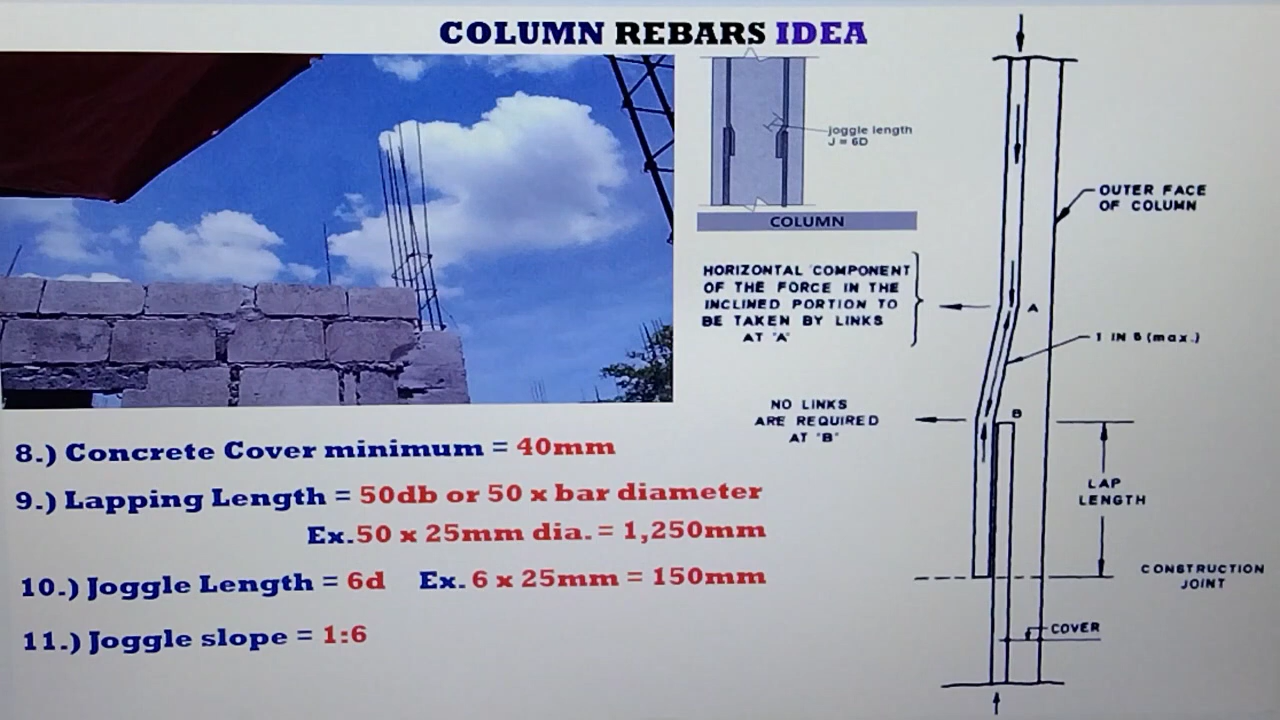 COLUMN REBARS IDEA
joggle length
J = 6D
COLUMN
OUTER FACE
OF COLUMN
HORIZONTAL COMPONENT
OF THE FORCE IN THE
INCLINED PORTION TO
BE TAKEN BY LINKS
AT "A"
A
1 IN 6 (max.)
NO LINKS
ARE REQUIRED
AT "B"
B
LAP
LENGTH
CONSTRUCTION
JOINT
COVER
8.) Concrete Cover minimum = 40mm
9.) Lapping Length = 50db or 50 x bar diameter
Ex.50 x 25mm dia. = 1,250mm
10.) Joggle Length = 6d Ex. 6 x 25mm = 150mm
11.) Joggle slope = 1:6